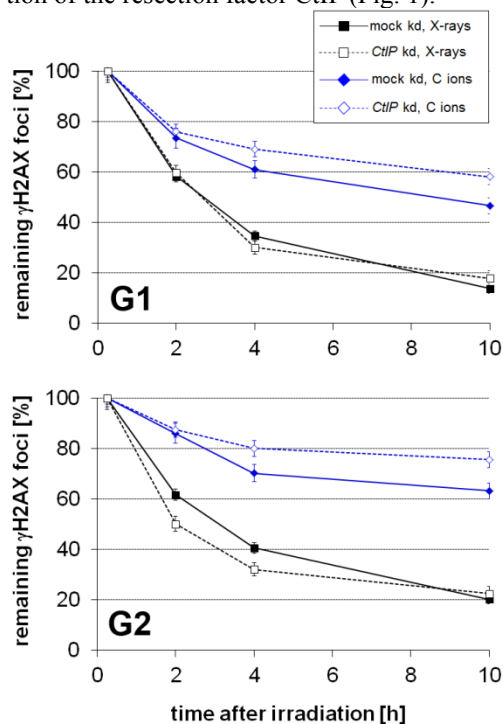 tion of the resection factor CtIP (Fig. 1).
mock kd, X-rays
CtIP kd, X-rays
mock kd, C ions
CtIP kd, C ions
remaining γH2AX foci [%]
100
80
60
40
20
0
G1
0 2 4 6 8 10
remaining γH2AX foci [%]
100
80
60
40
20
0
G2
0 2 4 6 8 10
time after irradiation [h]